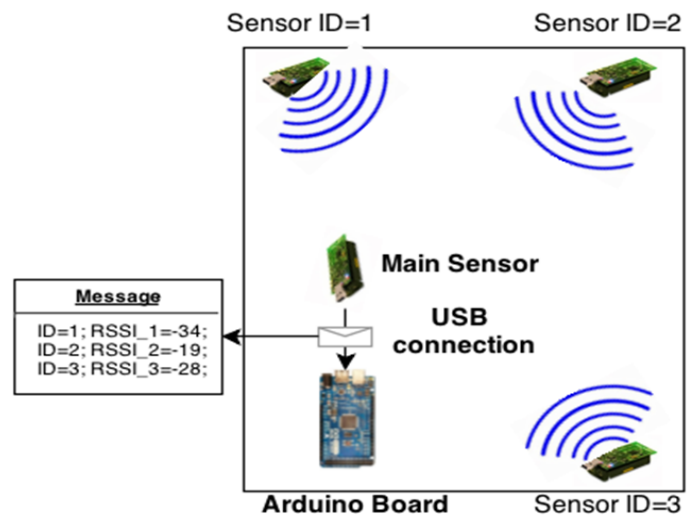 Sensor ID=1
Sensor ID=2
Main Sensor
USB
connection
Message
ID=1; RSSI_1=-34;
ID=2; RSSI_2=-19;
ID=3; RSSI_3=-28;
Arduino Board
Sensor ID=3